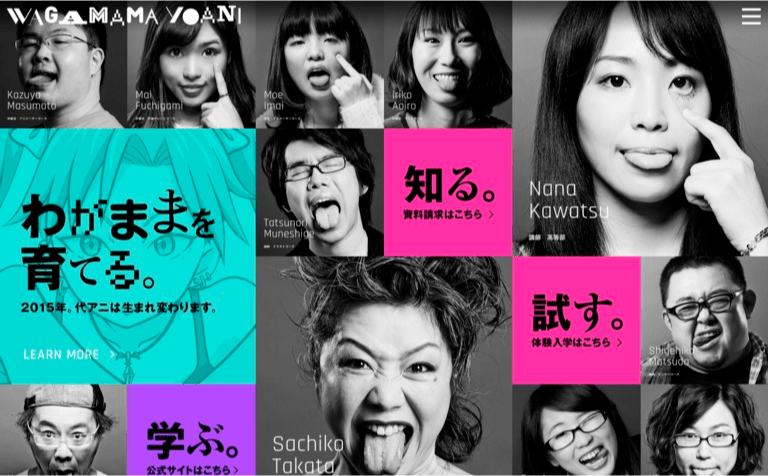 WAGAMAMA YOANI
Kazuya
Masumoto
Mai
Fuchigami
Moe
Imai
Iriko
Aoiro
わがままを
育てる。
2015年。代アニは生まれ変わります。
LEARN MORE
Tatsunori
Muneshige
知る。
資料請求はこちら
Nana
Kawatsu
講師 高等部
試す。
体験入学はこちら
Shigehiko
Matsuda
学ぶ。
公式サイトはこちら
Sachiko
Takata